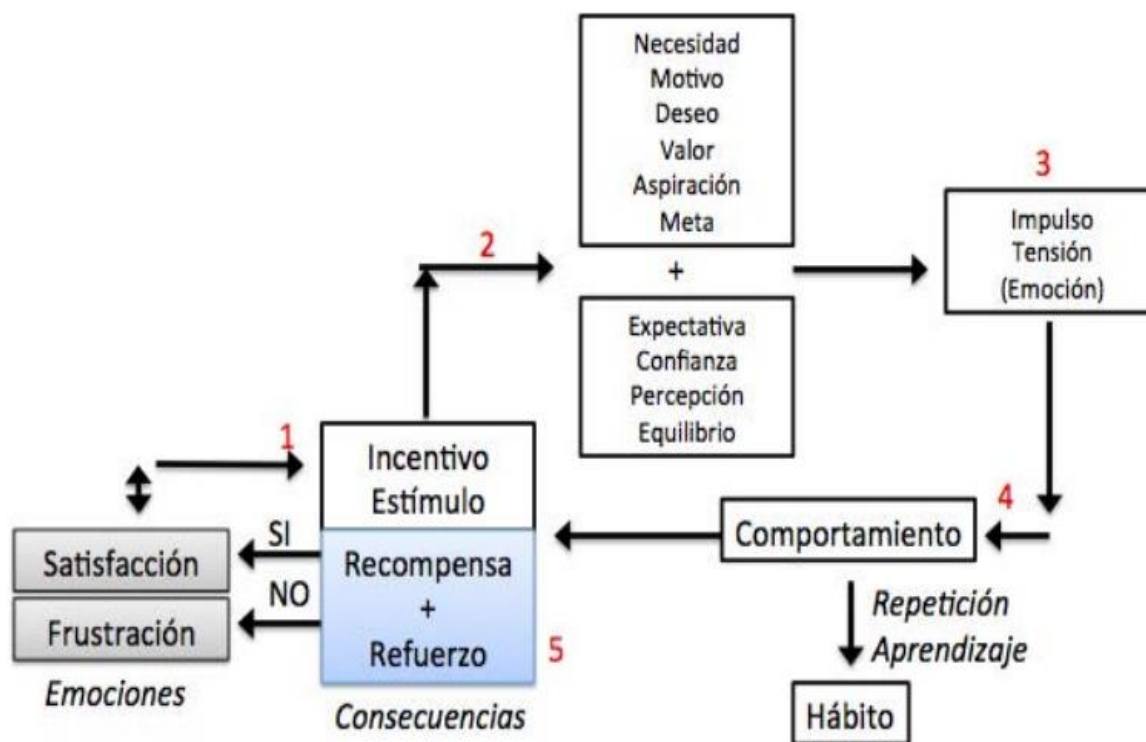 Necesidad
Motivo
Deseo
Valor
Aspiración
Meta
+
Expectativa
Confianza
Percepción
Equilibrio
2
3
Impulso
Tensión
(Emoción)
1
Incentivo
Estímulo
4
Comportamiento
Repetición
Aprendizaje
Hábito
SI
NO
Recompensa
+
Refuerzo
5
Consecuencias
Satisfacción
Frustración
Emociones